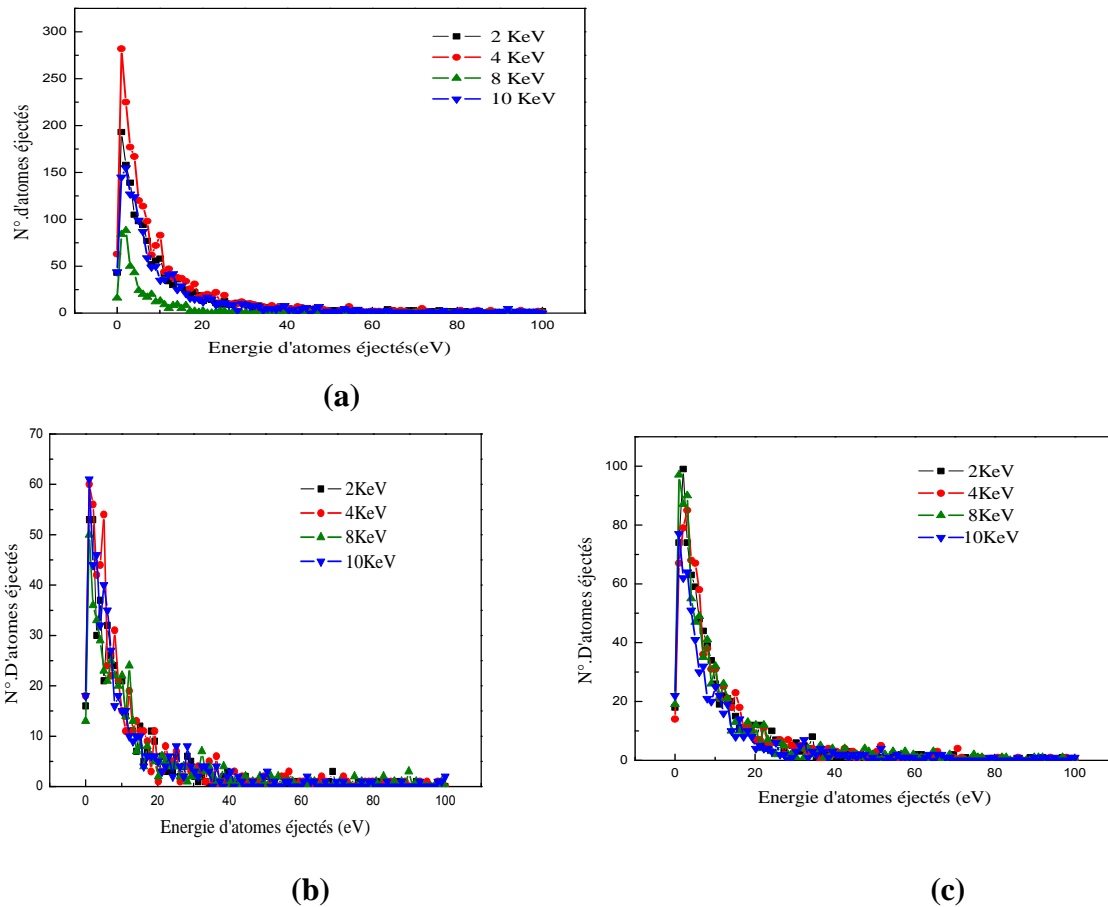 300
250
200
150
100
50
0
N°.d'atomes éjectés
2 KeV
4 KeV
8 KeV
10 KeV
0 20 40 60 80 100
Energie d'atomes éjectés(eV)
(a)
70
60
50
40
30
20
10
0
N°.D'atomes éjectés
2KeV
4KeV
8KeV
10KeV
0 20 40 60 80 100
Energie d'atomes éjectés (eV)
(b)
100
80
60
40
20
0
N°.D'atomes éjectés
2KeV
4KeV
8KeV
10KeV
0 20 40 60 80 100
Energie d'atomes éjectés (eV)
(c)